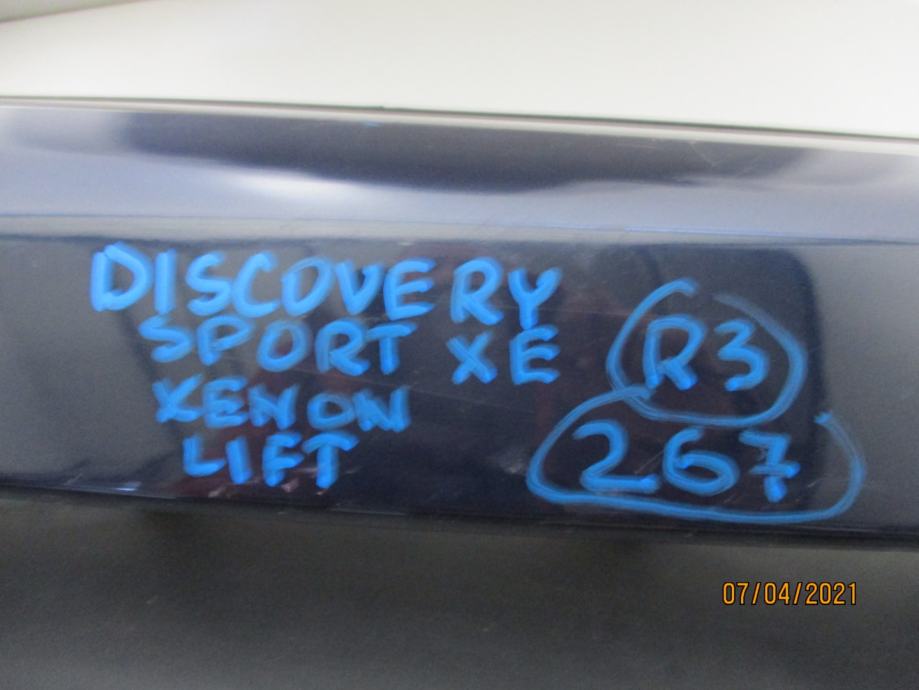 DISCOVERY
SPORT XE
XENON
LIFT
R3
267
07/04/2021